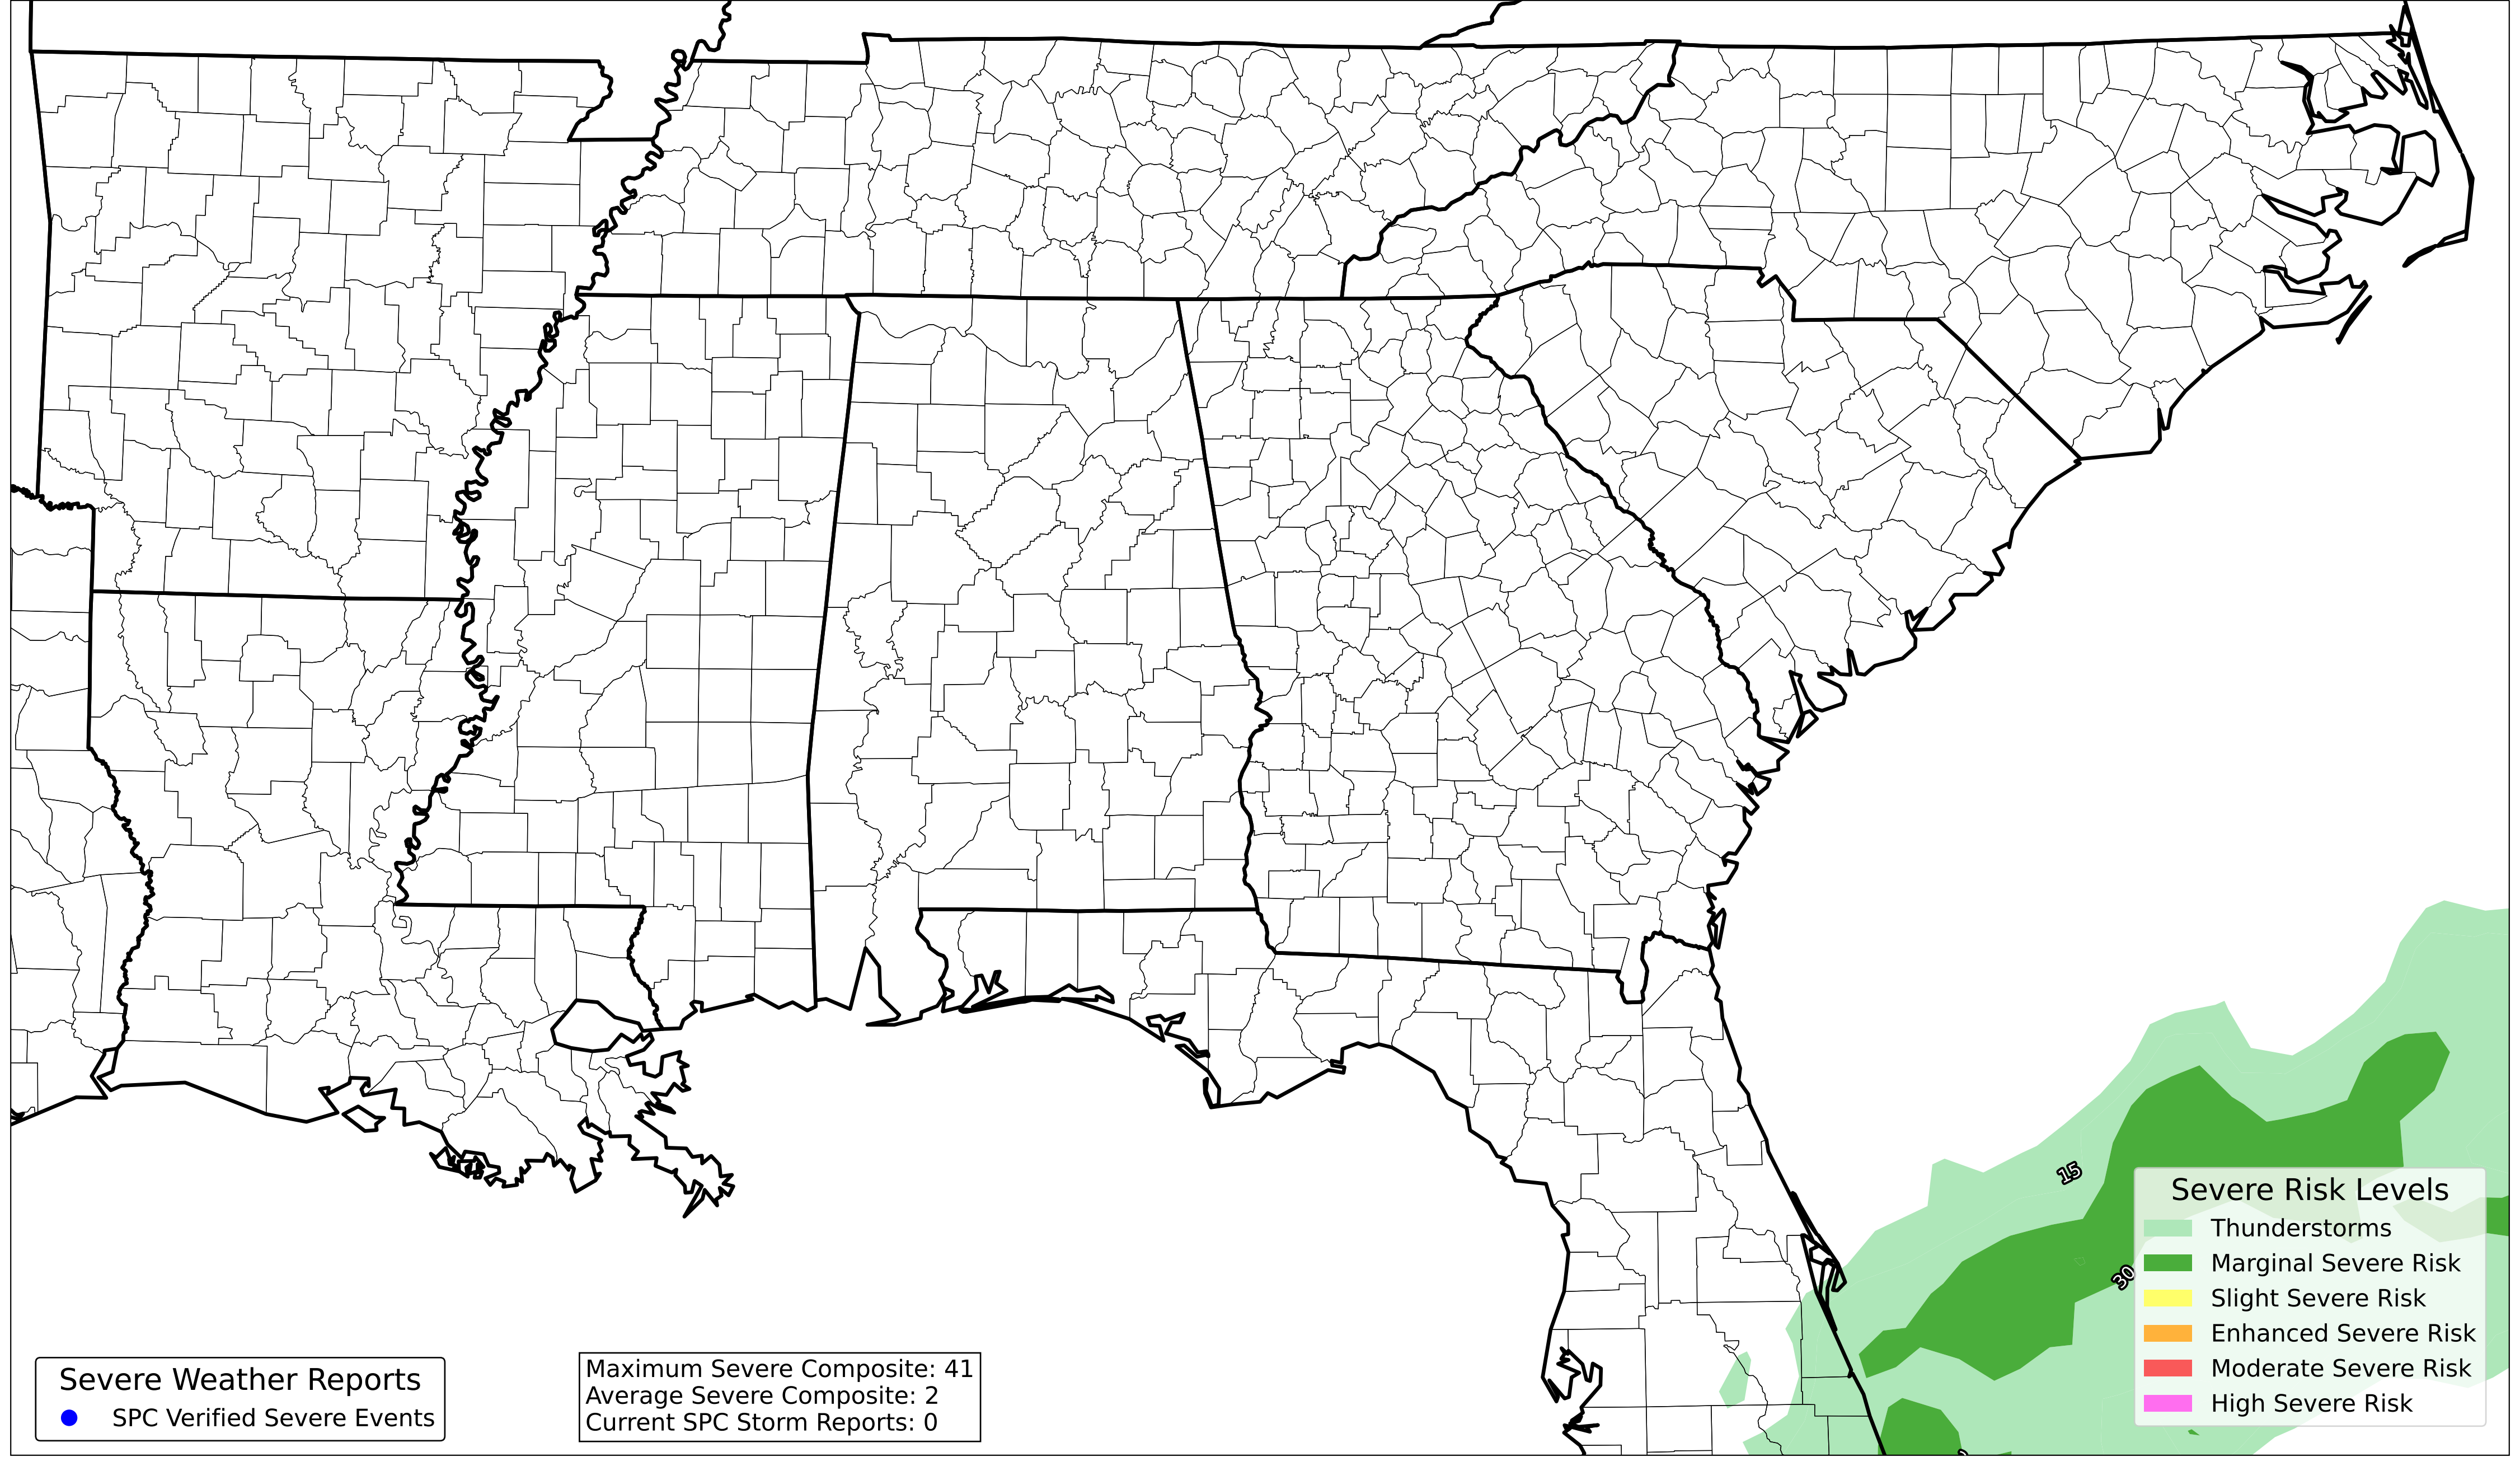 15
30
Severe Risk Levels
Thunderstorms
Marginal Severe Risk
Slight Severe Risk
Enhanced Severe Risk
Moderate Severe Risk
High Severe Risk
Severe Weather Reports
SPC Verified Severe Events
Maximum Severe Composite: 41
Average Severe Composite: 2
Current SPC Storm Reports: 0